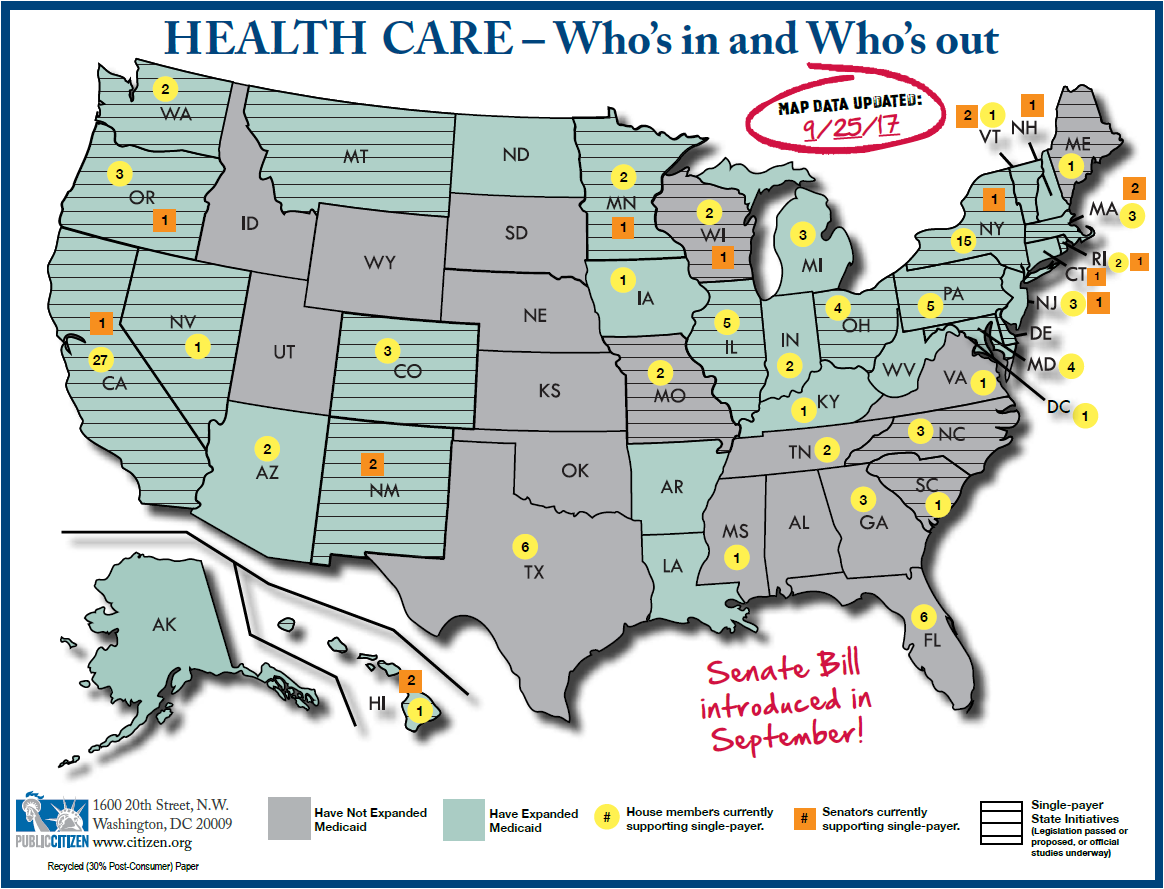 HEALTH CARE – Who's in and Who's out
MAP DATA UPDATED:
9/25/17
2
WA
3
OR
1
ID
MT
ND
SD
WY
NE
2
MN
1
2
WI
1
3
MI
1
IA
1
27
CA
NV
1
UT
3
CO
KS
2
MO
5
IL
IN
2
4
OH
5
PA
15
NY
1
2
1
VT
1
NH
ME
1
2
MA
3
RI
2
1
CT
1
NJ
3
1
DE
MD
4
DC
1
WV
VA
1
1
KY
TN
2
3
NC
SC
1
2
AZ
2
NM
OK
AR
6
TX
LA
MS
1
AL
3
GA
6
FL
AK
HI
2
1
Senate Bill
introduced in
September!
PUBLICCITIZEN
1600 20th Street, N.W.
Washington, DC 20009
www.citizen.org
Recycled (30% Post-Consumer) Paper
Have Not Expanded
Medicaid
Have Expanded
Medicaid
#
House members currently
supporting single-payer.
#
Senators currently
supporting single-payer.
Single-payer
State Initiatives
(Legislation passed or
proposed, or official
studies underway)